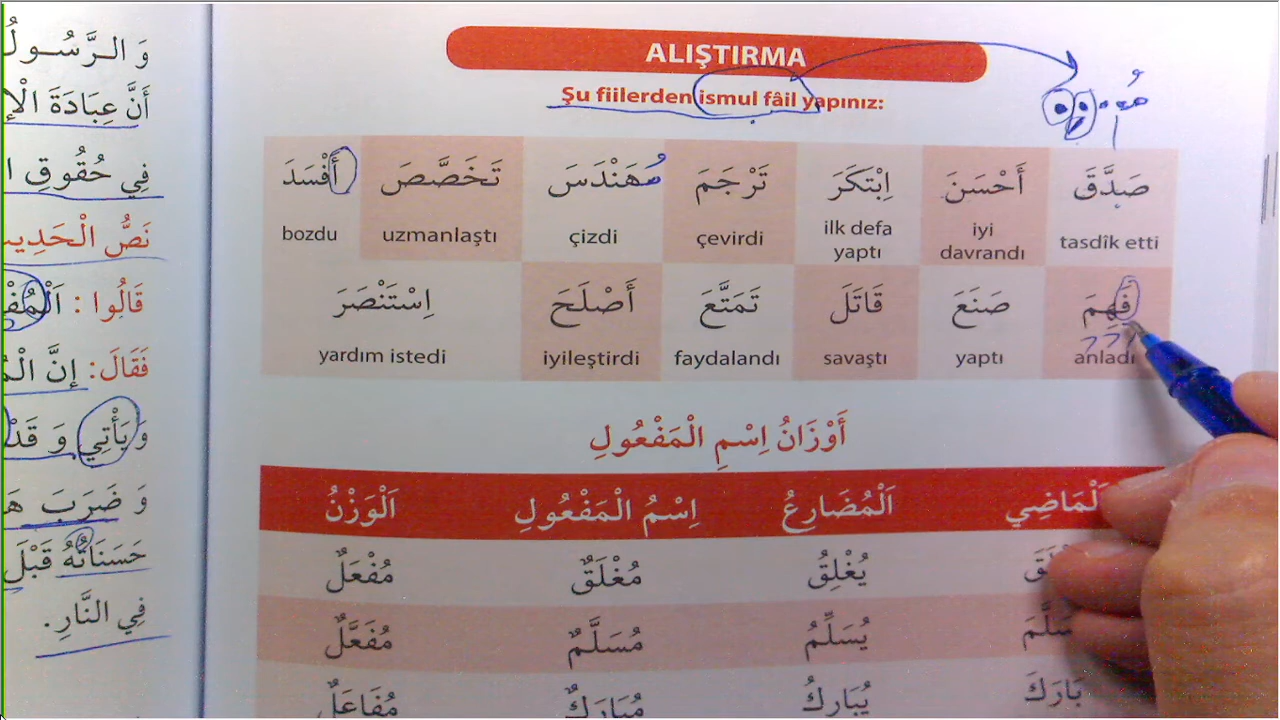 ALIŞTIRMA
Şu fiilerden ismul fâil yapınız:
صَدَّقَ أَحْسَنَ اِبْتَكَرَ تَرْجَمَ هَنْدَسَ تَخَصَّصَ أَفْسَدَ
tasdîk etti iyi davrandı ilk defa yaptı çevirdi çizdi uzmanlaştı bozdu
فَهِمَ صَنَعَ قَاتَلَ تَمَتَّعَ أَصْلَحَ اِسْتَنْصَرَ
anladı yaptı savaştı faydalandı iyileştirdi yardım istedi
أَوْزَانُ اِسْمِ الْمَفْعُولِ
اَلْمَاضِي اَلْمُضَارِعُ اِسْمُ الْمَفْعُولِ اَلْوَزْنُ
يُغْلِقُ مُغْلَقٌ مُفْعَلٌ
سَلَّمَ يُسَلِّمُ مُسَلَّمٌ مُفَعَّلٌ
بَارَكَ يُبَارِكُ مُبَارَكٌ مُفَاعَلٌ
وَ الرَّسُولُ
أَنَّ عِبَادَةَ
فِي حُقُوقِ
نَصُّ الْحَدِيثِ
قَالُوا :
فَقَالَ: إِنَّ
وَ يَأْتِي وَ قَدْ
وَ ضَرَبَ
حَسَنَاتُهُ قَبْلَ
فِي النَّارِ .